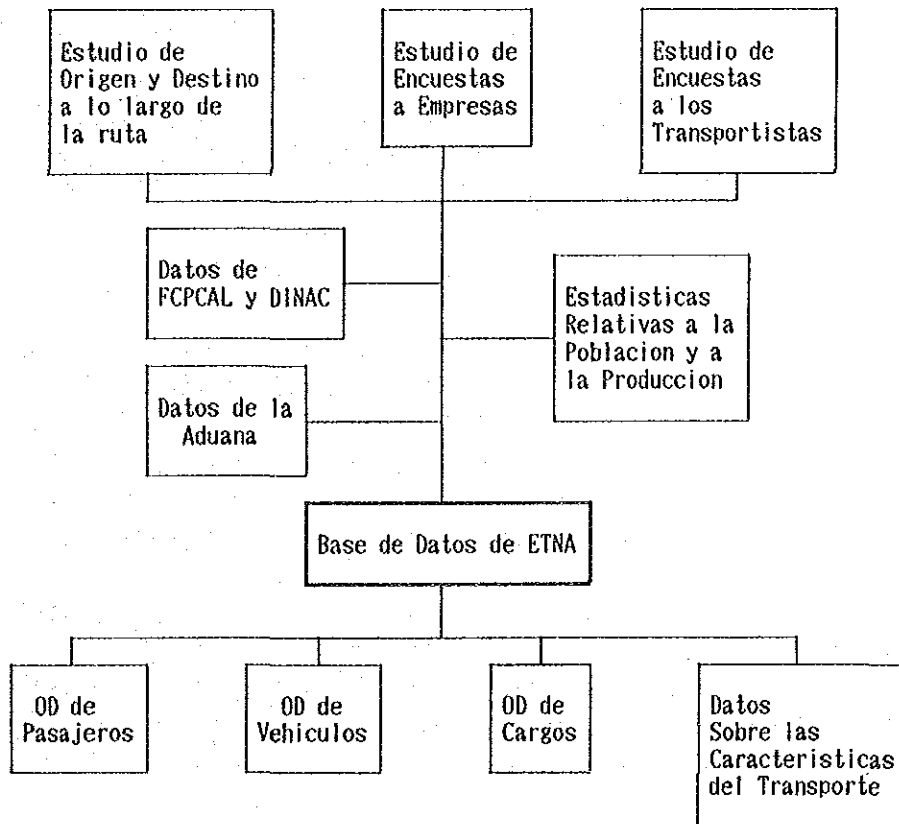 Estudio de
Origen y Destino
a lo largo de
la ruta
Estudio de
Encuestas
a Empresas
Estudio de
Encuestas
a los
Transportistas
Datos de
FCPCAL y DINAC
Estadisticas
Relativas a la
Poblacion y a
la Produccion
Datos de la
Aduana
Base de Datos de ETNA
OD de
Pasajeros
OD de
Vehiculos
OD de
Cargos
Datos
Sobre las
Caracteristicas
del Transporte